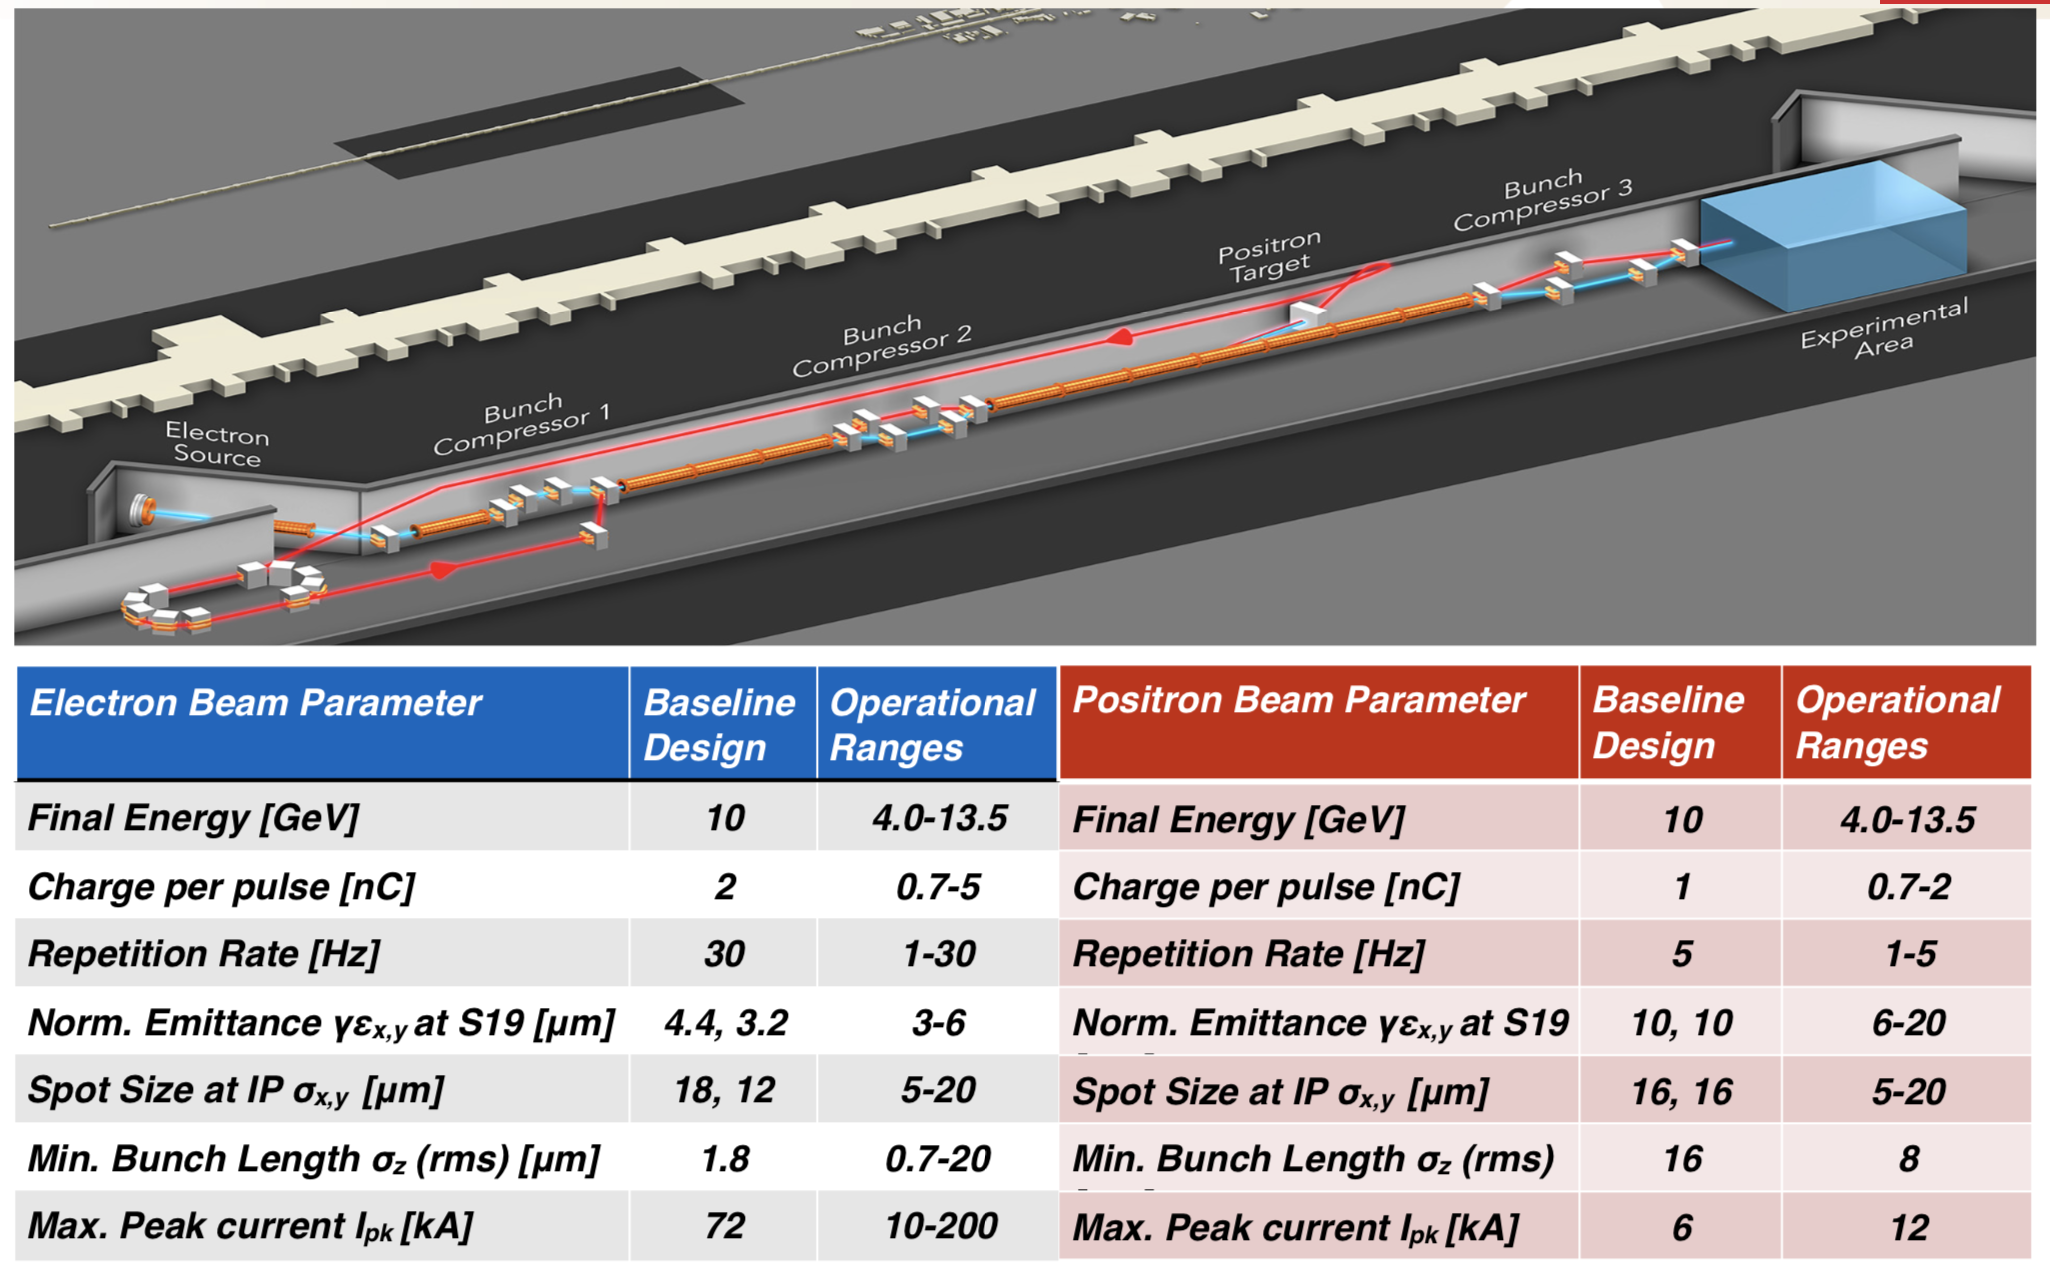 Bunch
Compressor 3
Positron
Target
Bunch
Compressor 2
Experimental
Area
Bunch
Compressor 1
Electron
Source
Electron Beam Parameter Baseline Design Operational Ranges
Final Energy [GeV] 10 4.0-13.5
Charge per pulse [nC] 2 0.7-5
Repetition Rate [Hz] 30 1-30
Norm. Emittance γεx,y at S19 [μm] 4.4, 3.2 3-6
Spot Size at IP σx,y [μm] 18, 12 5-20
Min. Bunch Length σz (rms) [μm] 1.8 0.7-20
Max. Peak current Ipk [kA] 72 10-200
Positron Beam Parameter Baseline Design Operational Ranges
Final Energy [GeV] 10 4.0-13.5
Charge per pulse [nC] 1 0.7-2
Repetition Rate [Hz] 5 1-5
Norm. Emittance γεx,y at S19 10, 10 6-20
Spot Size at IP σx,y [μm] 16, 16 5-20
Min. Bunch Length σz (rms) 16 8
Max. Peak current Ipk [kA] 6 12